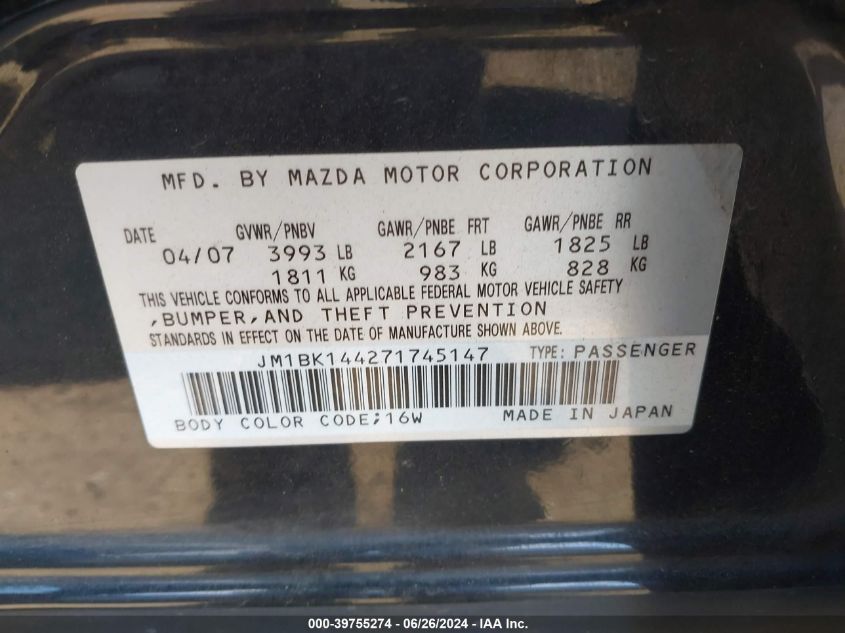 MFD. BY MAZDA MOTOR CORPORATION
DATE GVWR/PNBV GAWR/PNBE FRT GAWR/PNBE RR
04/07 3993 LB 2167 LB 1825 LB
1811 KG 983 KG 828 KG
THIS VEHICLE CONFORMS TO ALL APPLICABLE FEDERAL MOTOR VEHICLE SAFETY
,BUMPER,AND THEFT PREVENTION
STANDARDS IN EFFECT ON THE DATE OF MANUFACTURE SHOWN ABOVE.
JM1BK144271745147 TYPE: PASSENGER
BODY COLOR CODE;16W MADE IN JAPAN
000-39755274 - 06/26/2024 - IAA Inc.